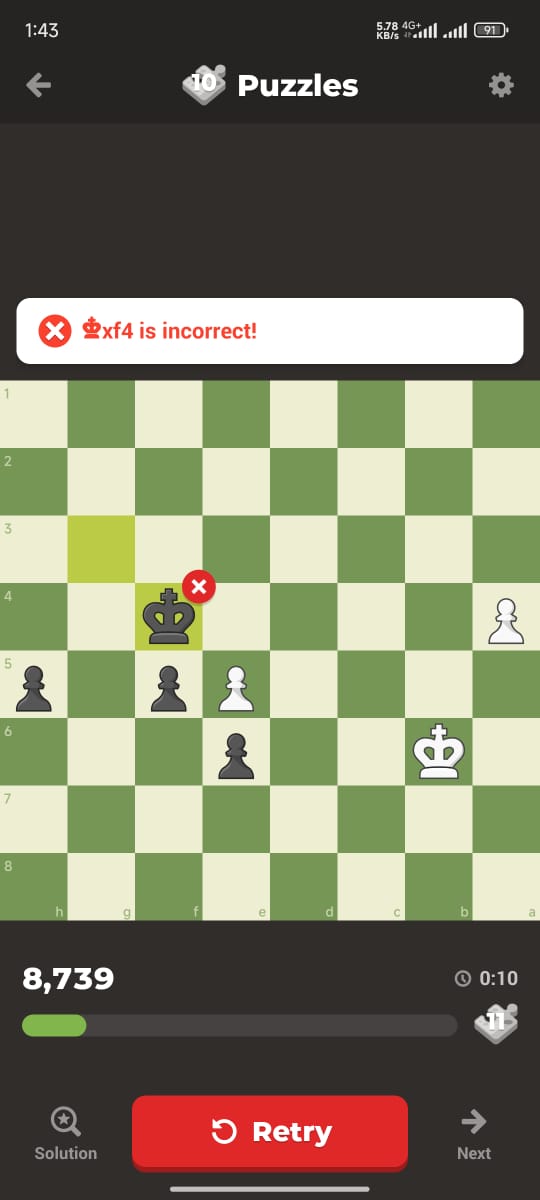 1:43
5.78 KB/s 4G+ 91
10 Puzzles
xf4 is incorrect!
1
2
3
4
5
6
7
8
h g f e d c b a
8,739
0:10
11
Solution
Retry
Next